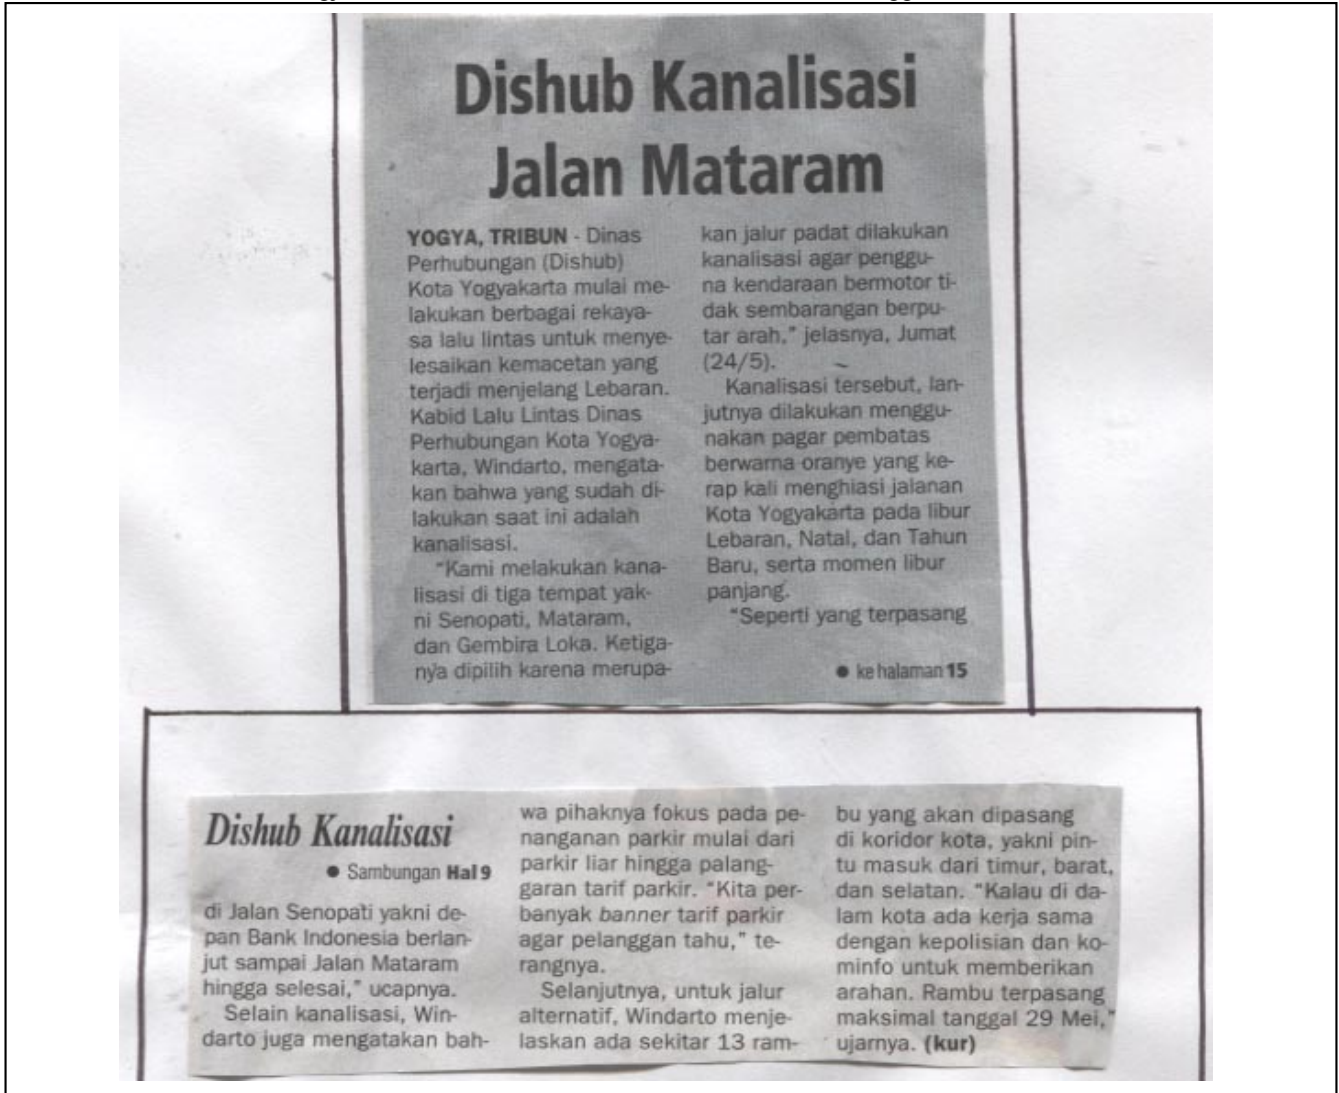 Dishub Kanalisasi
Jalan Mataram
YOGYA, TRIBUN - Dinas
Perhubungan (Dishub)
Kota Yogyakarta mulai me-
lakukan berbagai rekaya-
sa lalu lintas untuk menye-
lesaikan kemacetan yang
terjadi menjelang Lebaran.
Kabid Lalu Lintas Dinas
Perhubungan Kota Yogya-
karta, Windarto, mengata-
kan bahwa yang sudah di-
lakukan saat ini adalah
kanalisasi.
"Kami melakukan kana-
lisasi di tiga tempat yak-
ni Senopati, Mataram,
dan Gembira Loka. Ketiga-
nya dipilih karena merupa-
kan jalur padat dilakukan
kanalisasi agar penggu-
na kendaraan bermotor ti-
dak sembarangan berpu-
tar arah," jelasnya, Jumat
(24/5).
Kanalisasi tersebut, lan-
jutnya dilakukan menggu-
nakan pagar pembatas
berwarna oranye yang ke-
rap kali menghiasi jalanan
Kota Yogyakarta pada libur
Lebaran, Natal, dan Tahun
Baru, serta momen libur
panjang.
"Seperti yang terpasang
● ke halaman 15
Dishub Kanalisasi
● Sambungan Hal 9
di Jalan Senopati yakni de-
pan Bank Indonesia berlan-
jut sampai Jalan Mataram
hingga selesai," ucapnya.
Selain kanalisasi, Win-
darto juga mengatakan bah-
wa pihaknya fokus pada pe-
nanganan parkir mulai dari
parkir liar hingga palang-
garan tarif parkir. "Kita per-
banyak banner tarif parkir
agar pelanggan tahu," te-
rangnya.
Selanjutnya, untuk jalur
alternatif, Windarto menje-
laskan ada sekitar 13 ram-
bu yang akan dipasang
di koridor kota, yakni pin-
tu masuk dari timur, barat,
dan selatan. "Kalau di da-
lam kota ada kerja sama
dengan kepolisian dan ko-
minfo untuk memberikan
arahan. Rambu terpasang
maksimal tanggal 29 Mei,"
ujarnya. (kur)